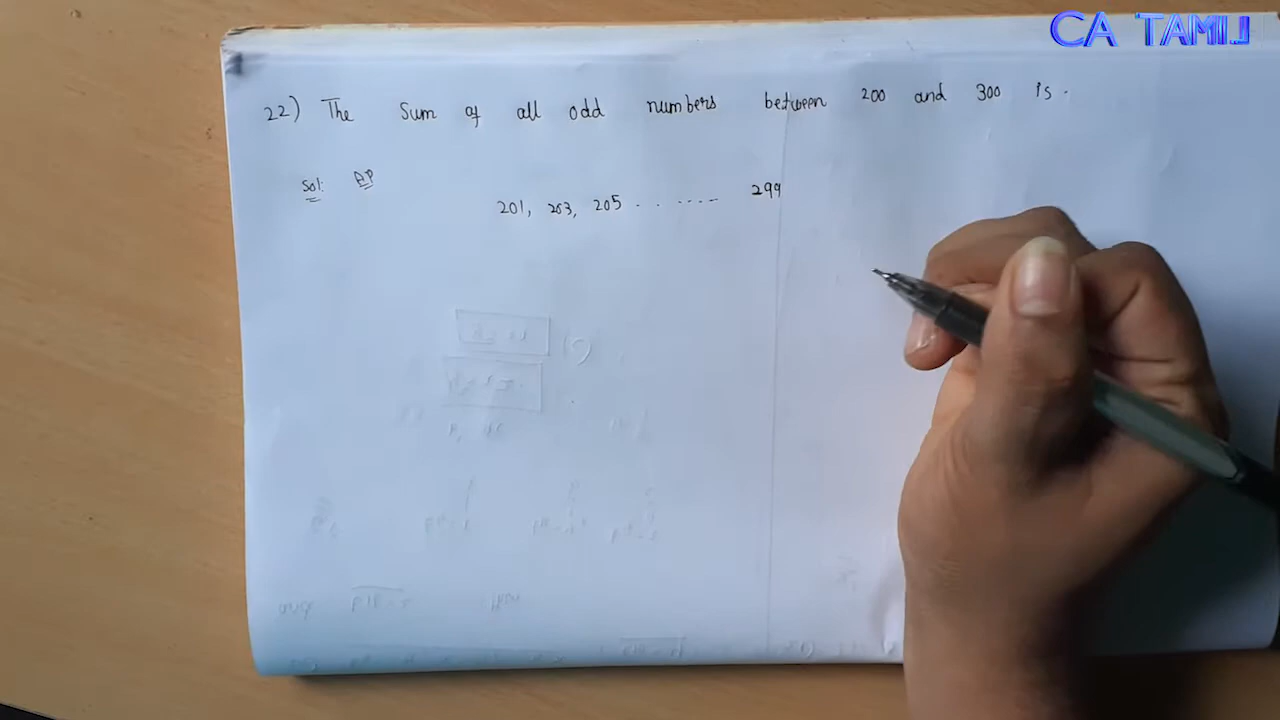 CA TAMIL
22) The Sum of all odd numbers between 200 and 300 is.
Sol: AP
201, 203, 205 . . ..... 299